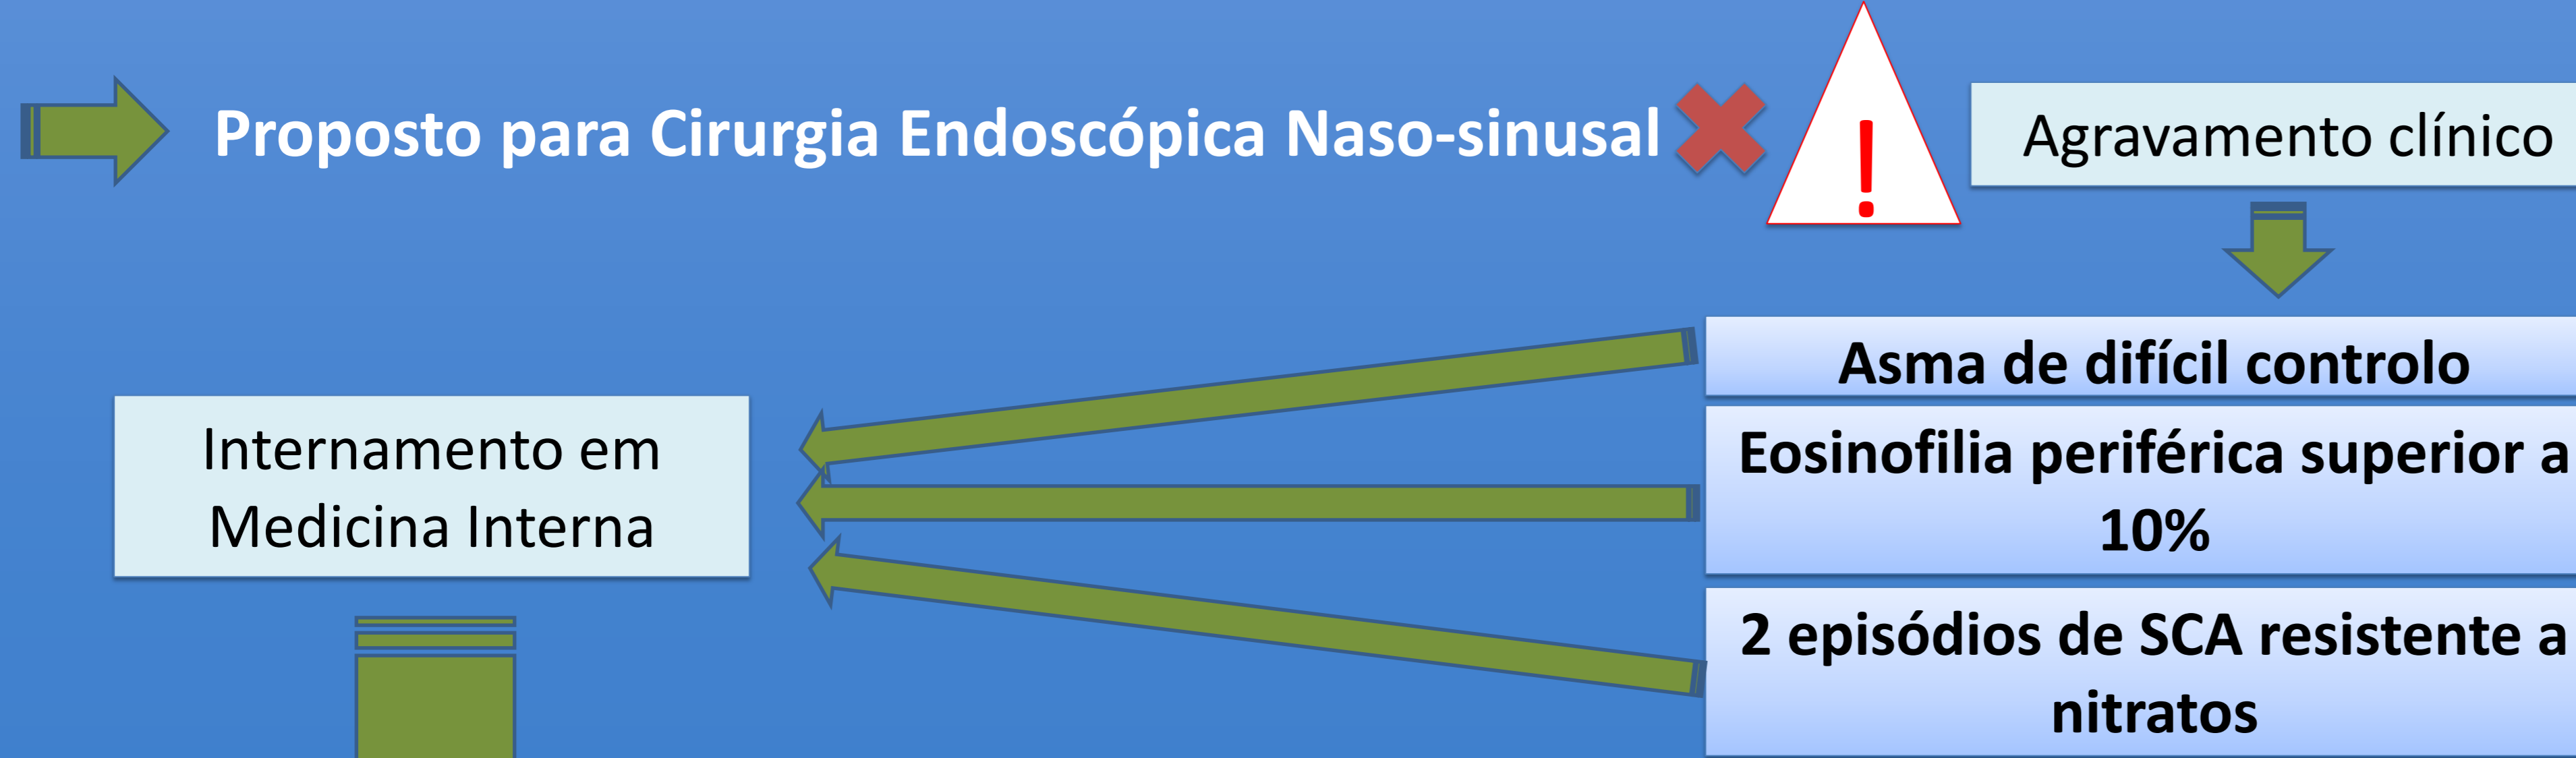 Proposto para Cirurgia Endoscópica Naso-sinusal
!
Agravamento clínico
Asma de difícil controlo
Eosinofilia periférica superior a
10%
2 episódios de SCA resistente a
nitratos
Internamento em
Medicina Interna